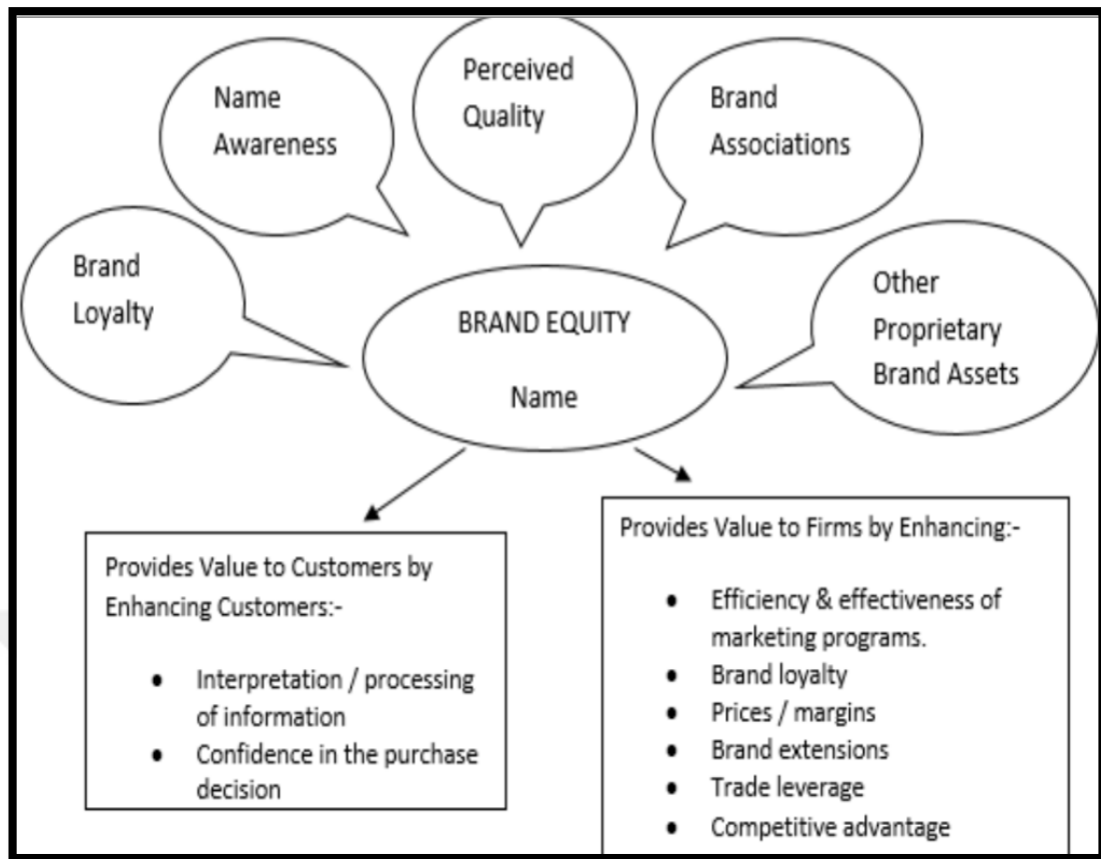 Perceived
Quality
Name
Awareness
Brand
Associations
Brand
Loyalty
Other
Proprietary
Brand Assets
BRAND EQUITY
Name
Provides Value to Customers by
Enhancing Customers:-
• Interpretation / processing
of information
• Confidence in the purchase
decision
Provides Value to Firms by Enhancing:-
• Efficiency & effectiveness of
marketing programs.
• Brand loyalty
• Prices / margins
• Brand extensions
• Trade leverage
• Competitive advantage